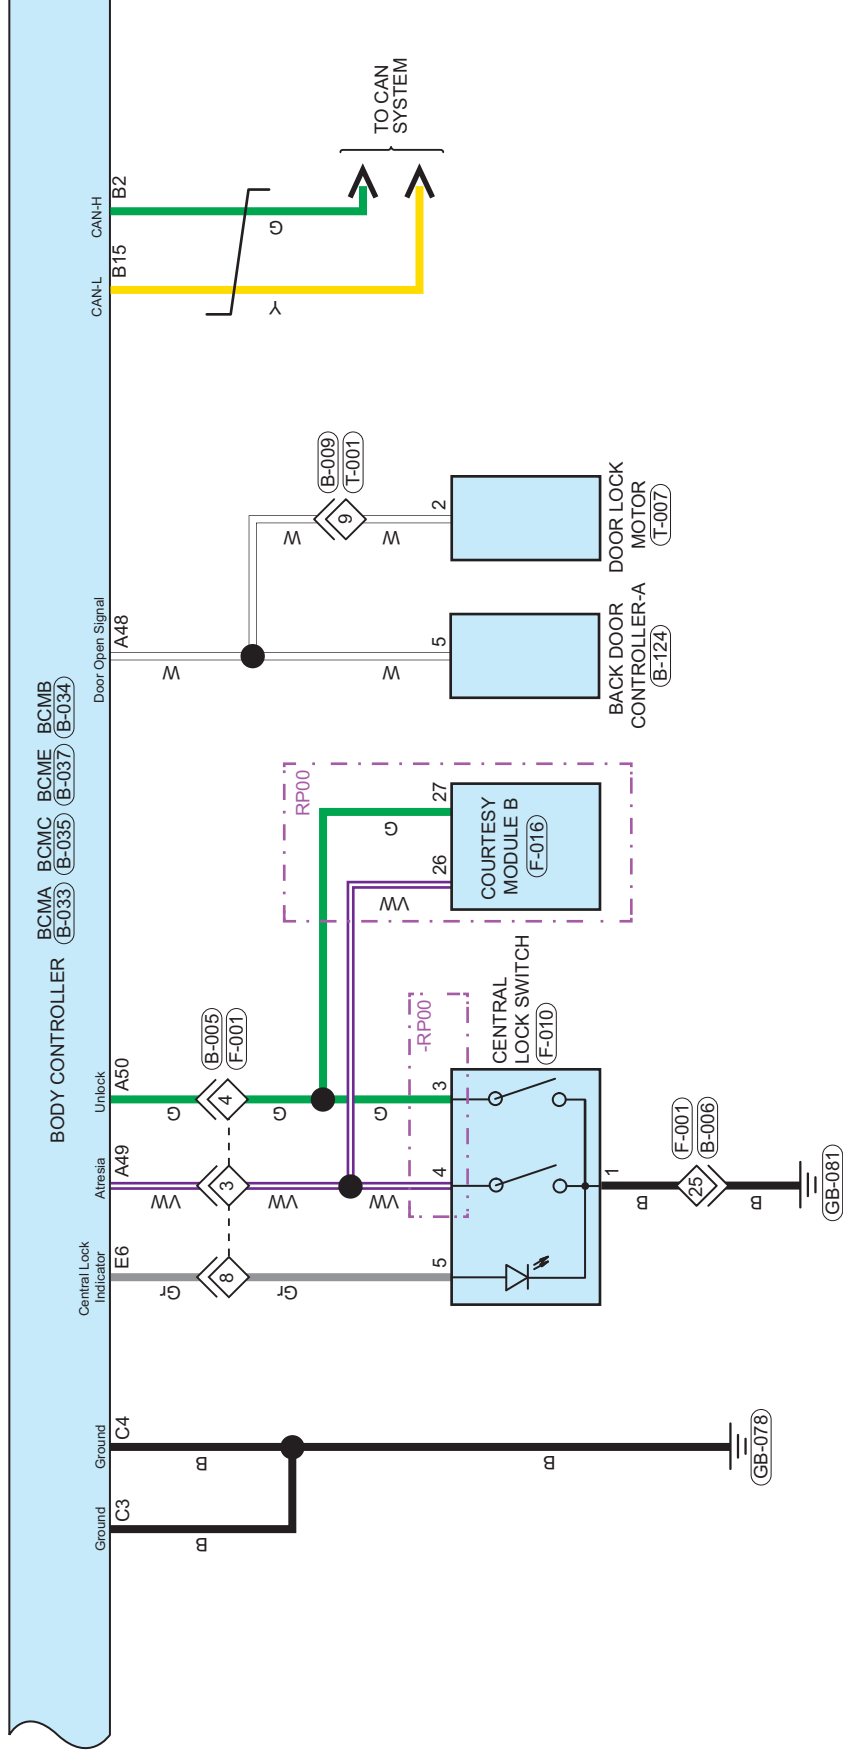 BODY CONTROLLER
BCMA
B-033
BCMC
B-035
BCME
B-037
BCMB
B-034
Ground
C3
Ground
C4
Central Lock
Indicator
E6
Atresia
A49
Unlock
A50
Door Open Signal
A48
CAN-L
B15
CAN-H
B2
B
B
B
GB-078
Gr
8
Gr
5
VW
3
VW
VW
4
G
4
G
G
3
B-005
F-001
-RP00
CENTRAL
LOCK SWITCH
F-010
1
B
25
B
F-001
B-006
GB-081
RP00
VW
26
G
27
COURTESY
MODULE B
F-016
W
W
5
BACK DOOR
CONTROLLER-A
B-124
W
9
W
2
B-009
T-001
DOOR LOCK
MOTOR
T-007
Y
G
TO CAN
SYSTEM